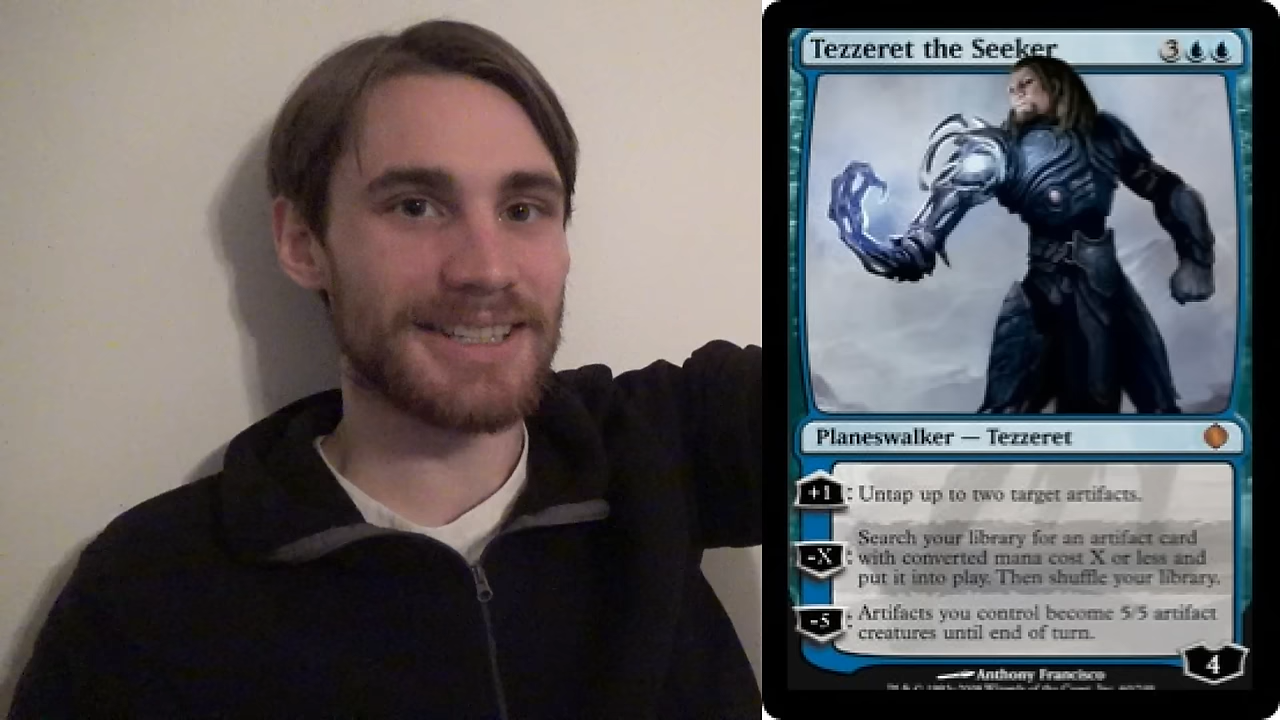 Tezzeret the Seeker 3
Planeswalker — Tezzeret
+1: Untap up to two target artifacts.
Search your library for an artifact card
-X: with converted mana cost X or less and
put it into play. Then shuffle your library.
-5: Artifacts you control become 5/5 artifact
creatures until end of turn.
4
Anthony Francisco